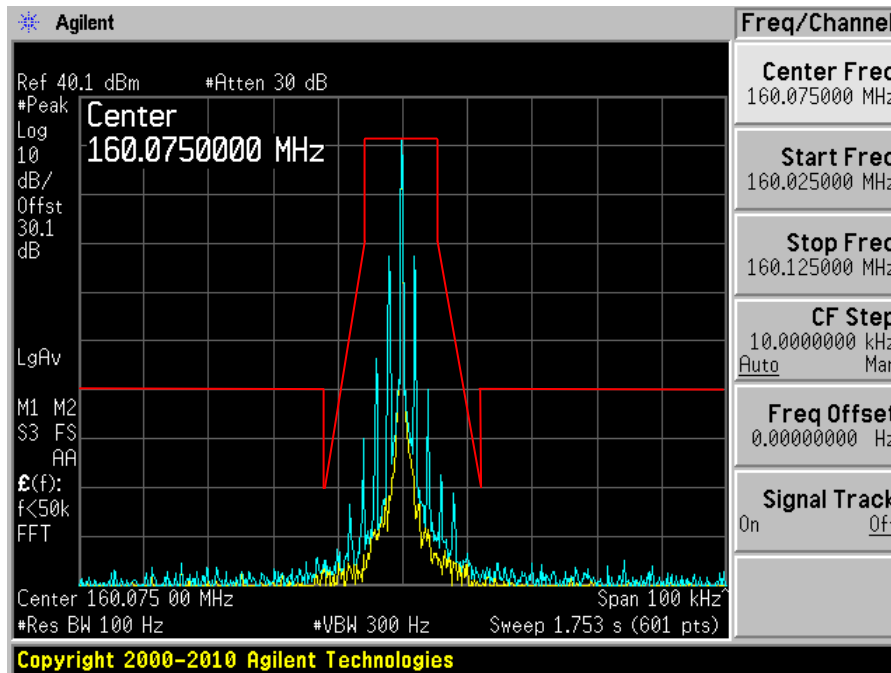 Agilent
Freq/Channel
Ref 40.1 dBm #Atten 30 dB
#Peak
Log
10
dB/
Offst
30.1
dB
Center
160.0750000 MHz
LgAv
M1 M2
S3 FS
AA
£(f):
f<50k
FFT
Center 160.075 00 MHz Span 100 kHz^
#Res BW 100 Hz #VBW 300 Hz Sweep 1.753 s (601 pts)
Center Freq
160.075000 MHz
Start Freq
160.025000 MHz
Stop Freq
160.125000 MHz
CF Step
10.0000000 kHz
Auto Man
Freq Offset
0.00000000 Hz
Signal Track
On Off
Copyright 2000-2010 Agilent Technologies